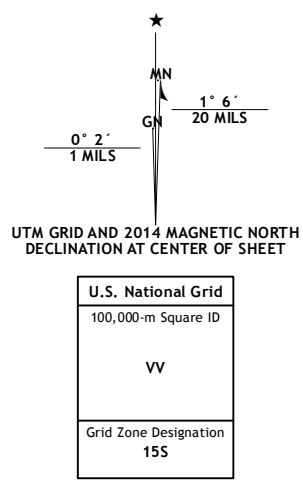 ★
MN
1° 6´
20 MILS
GN
0° 2´
1 MILS
UTM GRID AND 2014 MAGNETIC NORTH
DECLINATION AT CENTER OF SHEET
U.S. National Grid
100,000-m Square ID
VV
Grid Zone Designation
15S